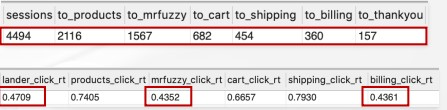 sessions to_products to_mrfuzzy to_cart to_shipping to_billing to_thankyou
4494 2116 1567 682 454 360 157
lander_click_rt products_click_rt mrfuzzy_click_rt cart_click_rt shipping_click_rt billing_click_rt
0.4709 0.7405 0.4352 0.6657 0.7930 0.4361